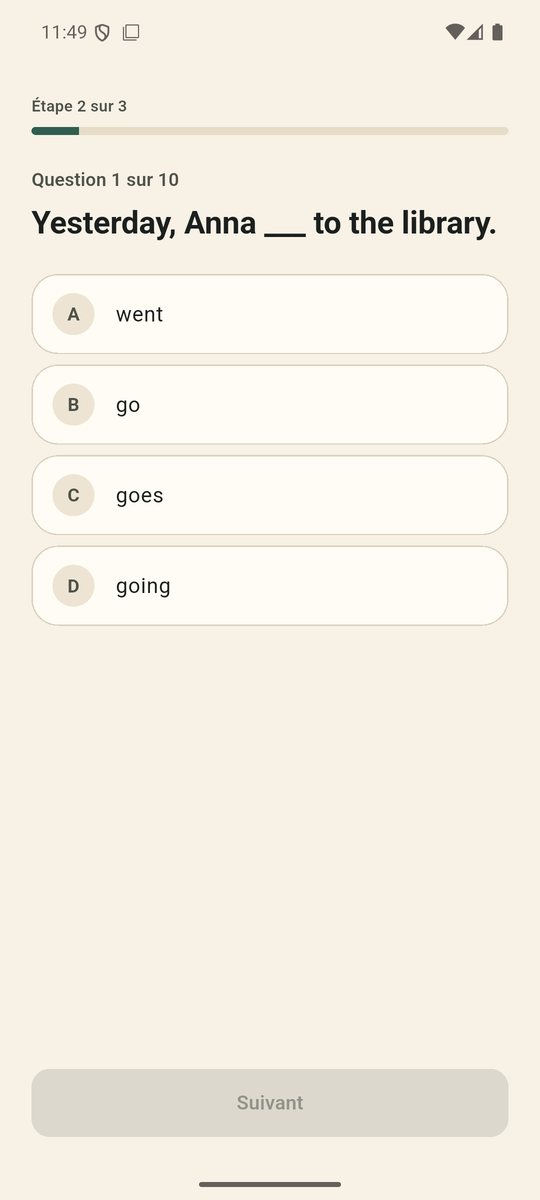 11:49
Étape 2 sur 3
Question 1 sur 10
Yesterday, Anna ___ to the library.
A went
B go
C goes
D going
Suivant